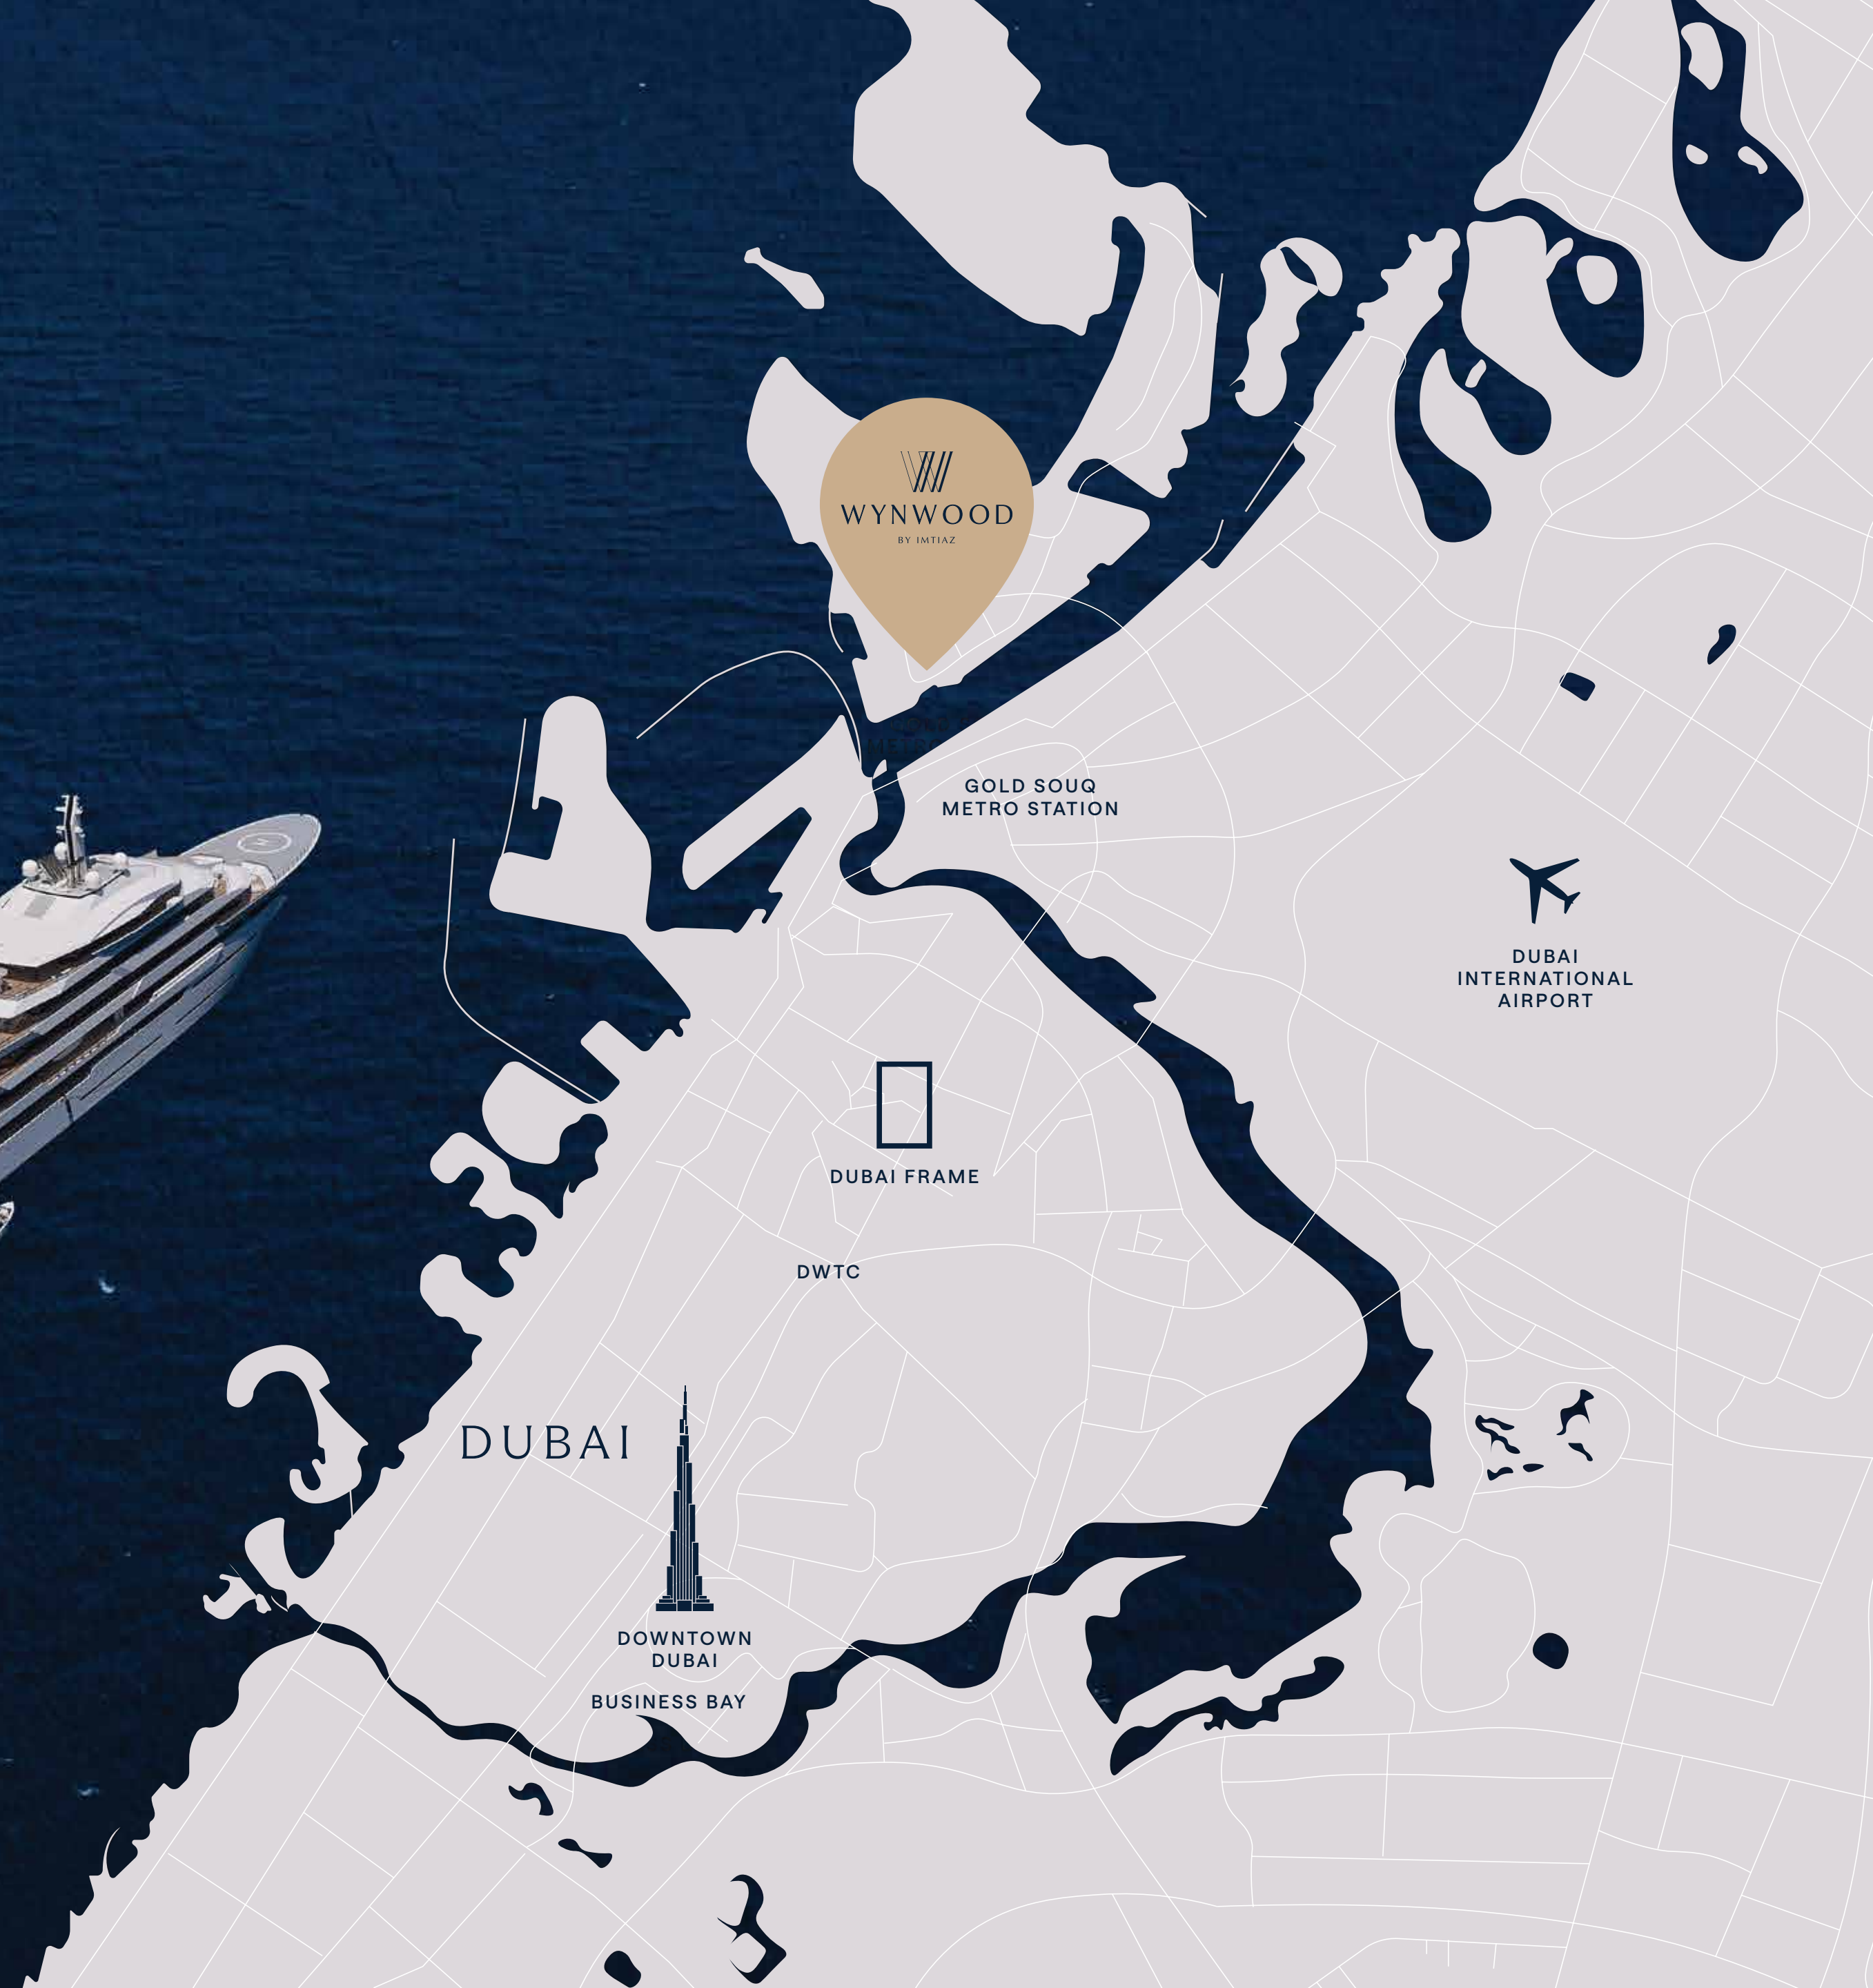 WYNWOOD
BY IMTIAZ
GOLD SOUQ
METRO STATION
DUBAI
INTERNATIONAL
AIRPORT
DUBAI FRAME
DWTC
DUBAI
DOWNTOWN
DUBAI
BUSINESS BAY